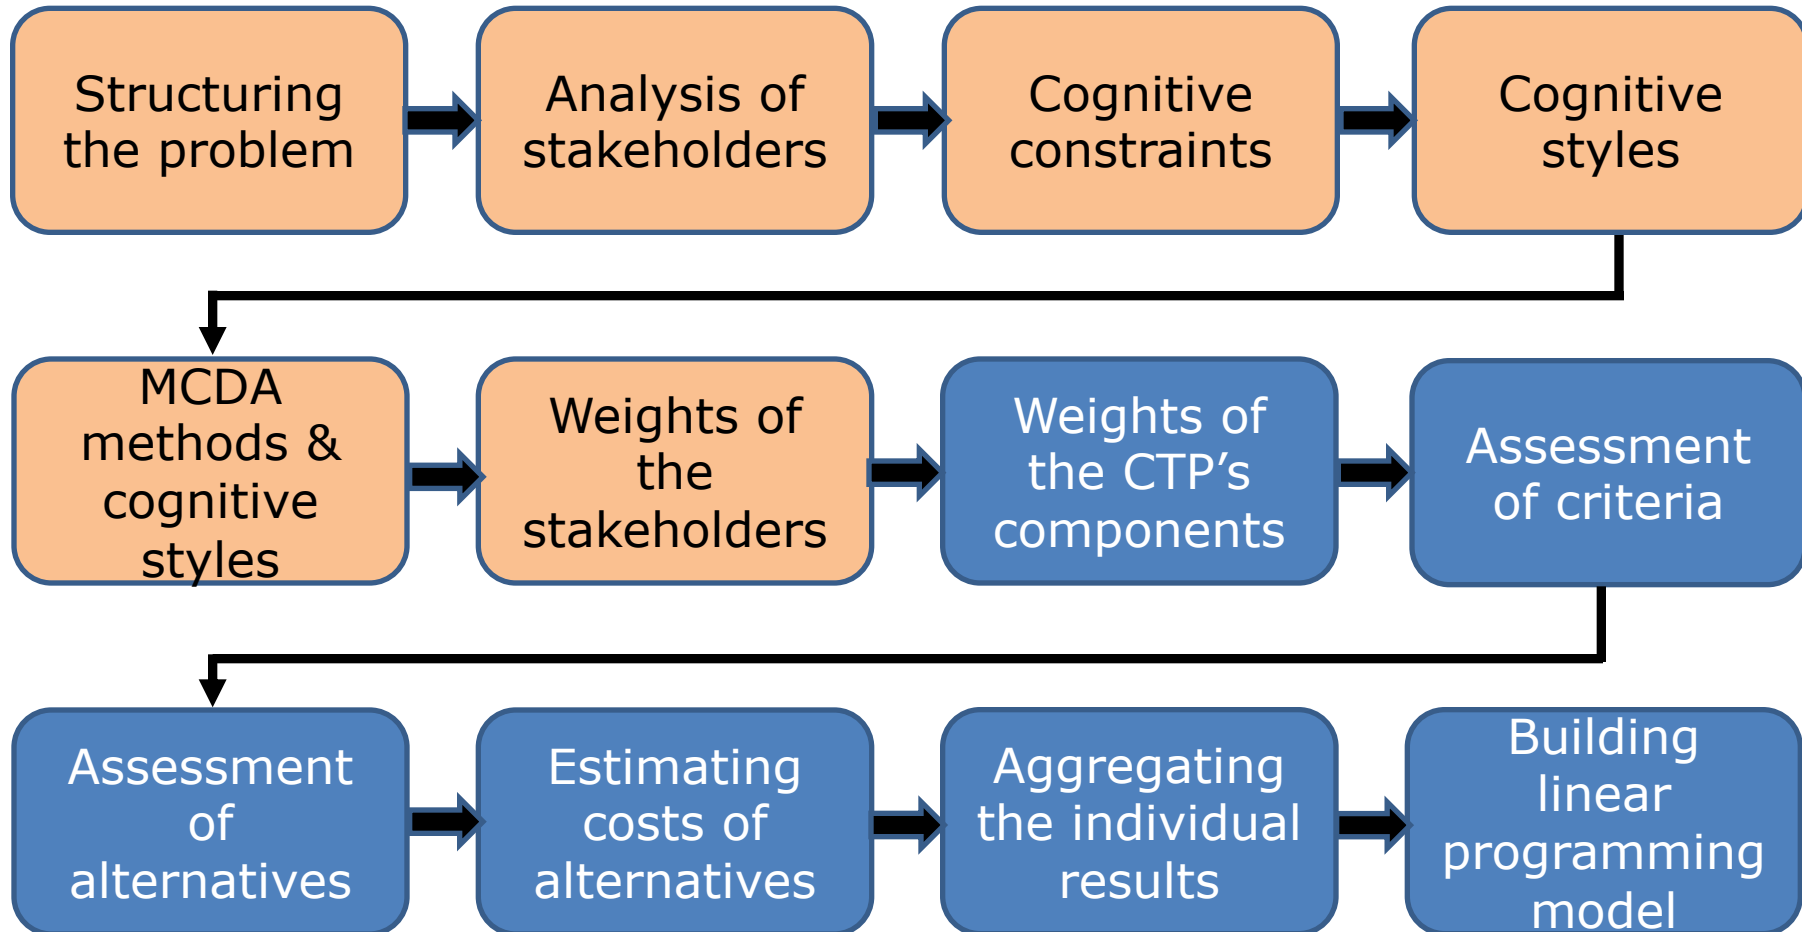 Structuring
the problem
Analysis of
stakeholders
Cognitive
constraints
Cognitive
styles
MCDA
methods &
cognitive
styles
Weights of
the
stakeholders
Weights of
the CTP’s
components
Assessment
of criteria
Assessment
of
alternatives
Estimating
costs of
alternatives
Aggregating
the individual
results
Building
linear
programming
model